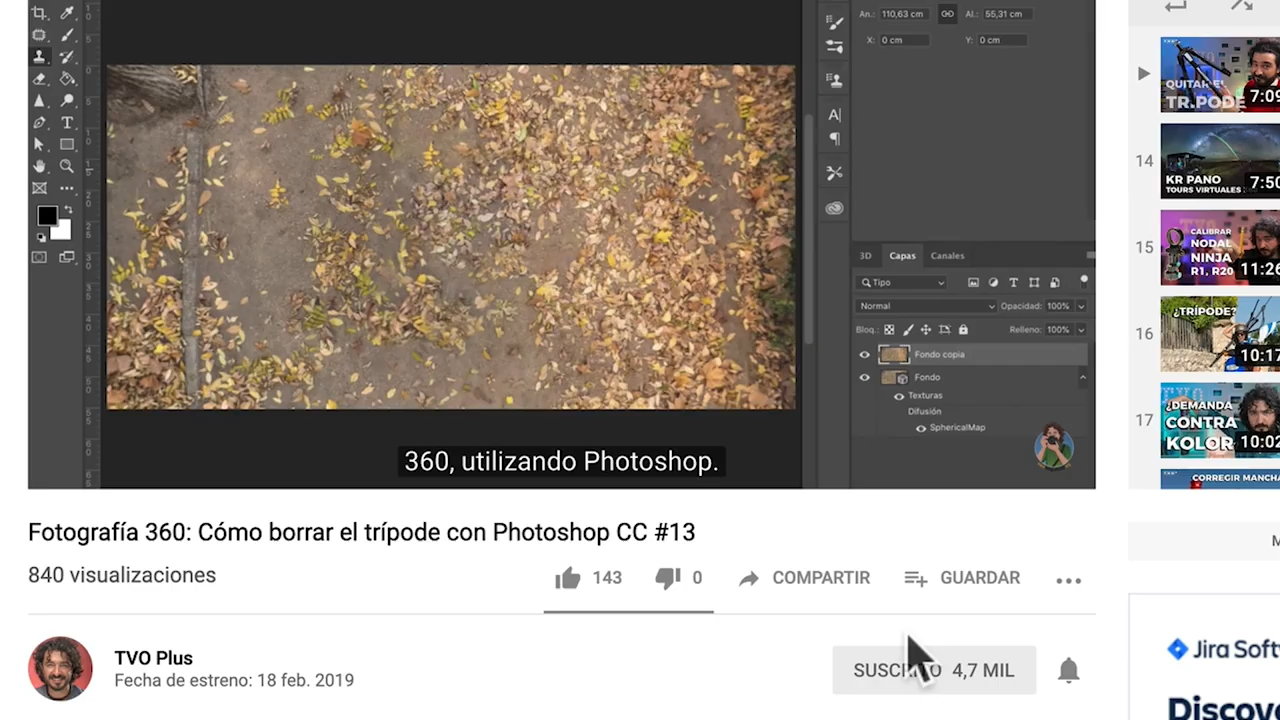 An.: 110,63 cm
Al.: 55,31 cm
X: 0 cm
Y: 0 cm
3D
Capas
Canales
Tipo
Normal
Opacidad: 100%
Bloq.:
Relleno: 100%
Fondo copia
Fondo
Texturas
Difusión
SphericalMap
360, utilizando Photoshop.
Fotografía 360: Cómo borrar el trípode con Photoshop CC #13
840 visualizaciones
143
0
COMPARTIR
GUARDAR
TVO Plus
Fecha de estreno: 18 feb. 2019
4,7 MIL
QUITAR E
TR.PODE
7:09
14
KR PANO
TOURS VIRTUALES
7:50
15
CALIBRAR
NODAL
NINJA
R1, R20
11:26
16
¿TRÍPODE?
10:17
17
¿DEMANDA
CONTRA
KOLOR
10:02
CORREGIR MANCHA
M
Jira Softw
Discove